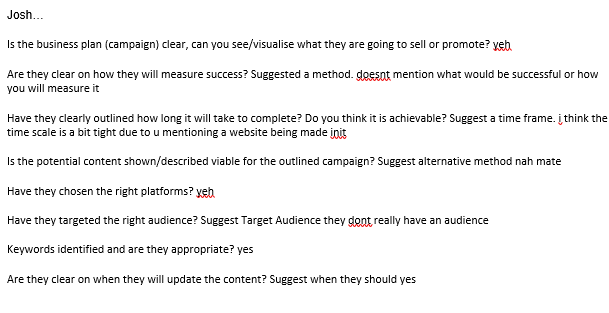 Josh...
Is the business plan (campaign) clear, can you see/visualise what they are going to sell or promote? yeh
Are they clear on how they will measure success? Suggested a method. doesnt mention what would be successful or how
you will measure it
Have they clearly outlined how long it will take to complete? Do you think it is achievable? Suggest a time frame. i think the
time scale is a bit tight due to u mentioning a website being made init
Is the potential content shown/described viable for the outlined campaign? Suggest alternative method nah mate
Have they chosen the right platforms? yeh
Have they targeted the right audience? Suggest Target Audience they dont really have an audience
Keywords identified and are they appropriate? yes
Are they clear on when they will update the content? Suggest when they should yes